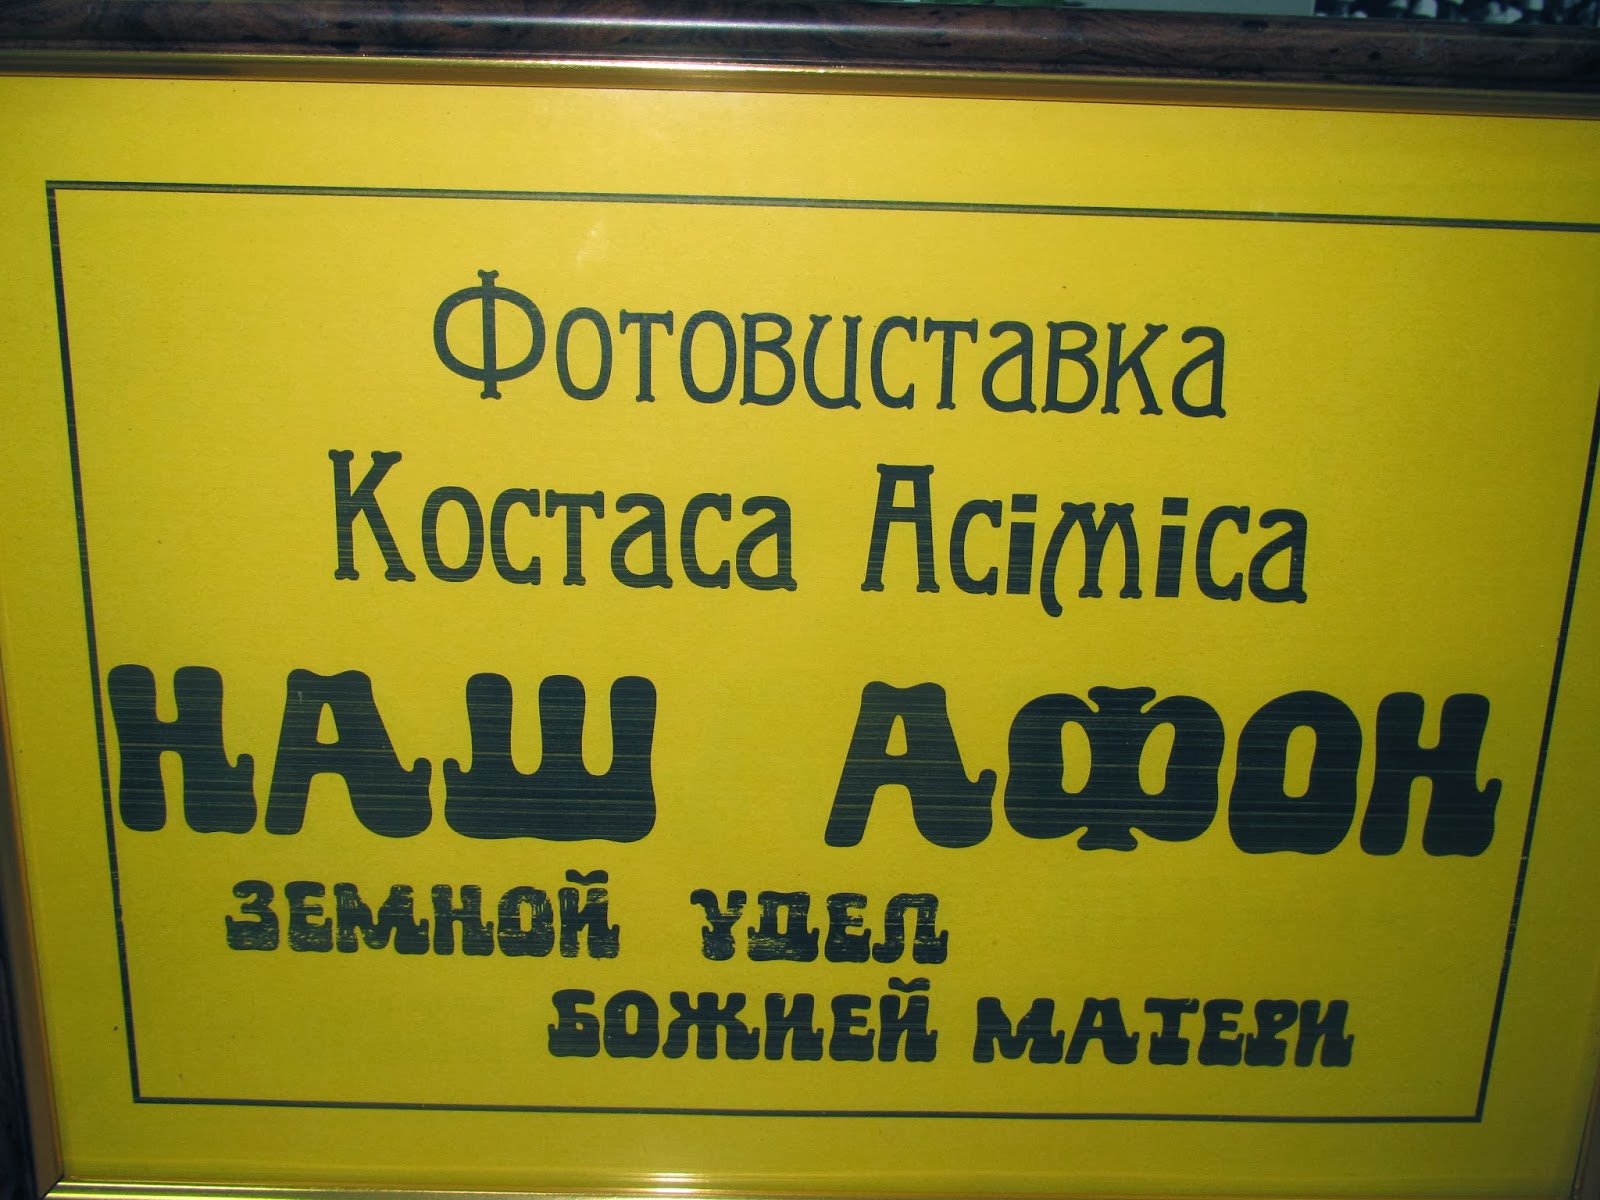 Фотовиставка
Костаса Асіміса
НАШ АФОН
ЗЕМНОЙ УДЕЛ
БОЖИЕЙ МАТЕРИ